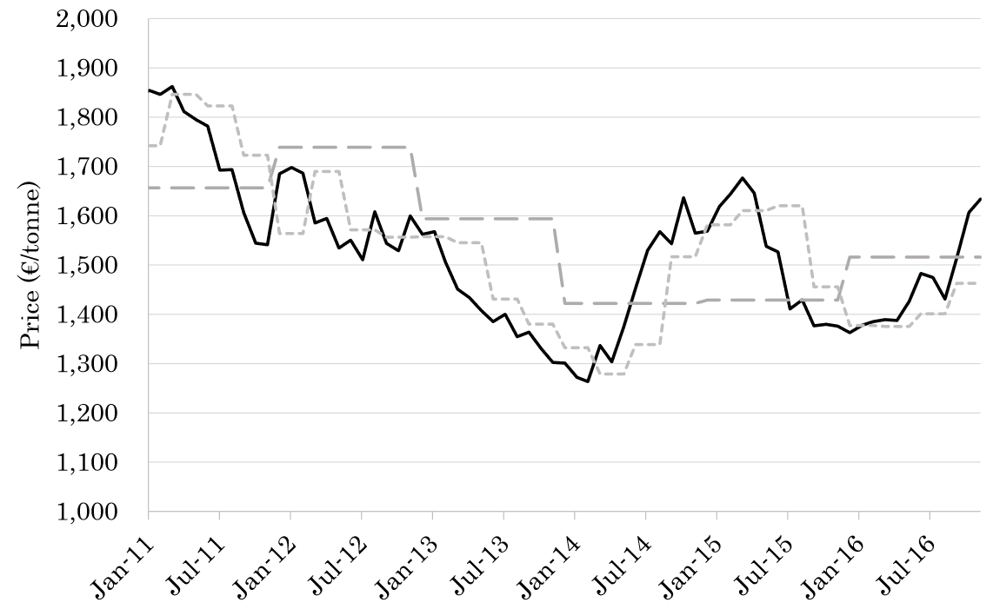 2,000
1,900
1,800
1,700
1,600
1,500
1,400
1,300
1,200
1,100
1,000
Price (€/tonne)
Jan-11
Jul-11
Jan-12
Jul-12
Jan-13
Jul-13
Jan-14
Jul-14
Jan-15
Jul-15
Jan-16
Jul-16